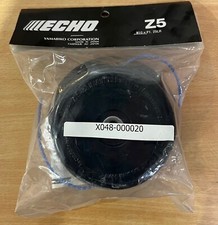 ECHO
Z5
YAMABIKO CORPORATION
X048-000020